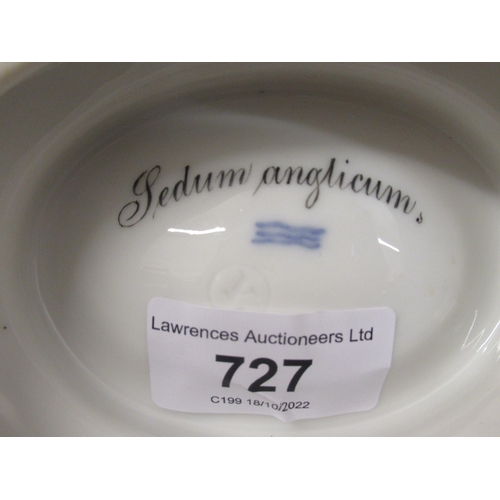 Sedum anglicum.
Lawrences Auctioneers Ltd
727
C199 18/10/2022